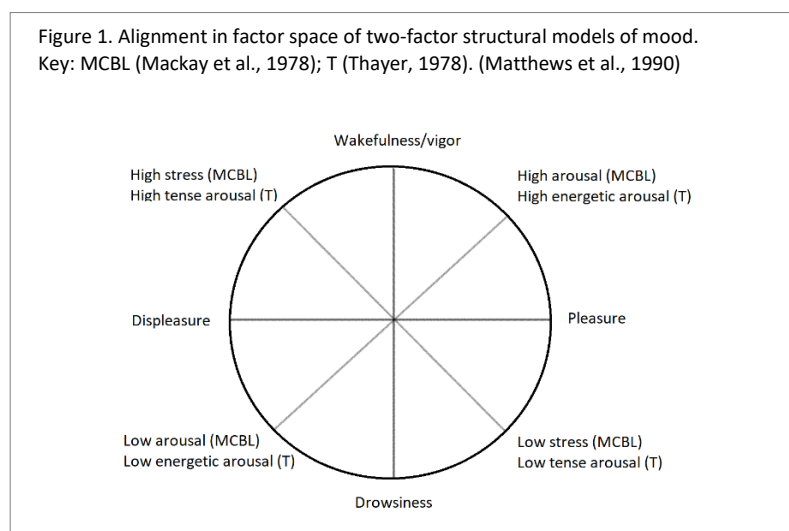 Figure 1. Alignment in factor space of two-factor structural models of mood.
Key: MCBL (Mackay et al., 1978); T (Thayer, 1978). (Matthews et al., 1990)
Wakefulness/vigor
High stress (MCBL)
High tense arousal (T)
High arousal (MCBL)
High energetic arousal (T)
Displeasure
Pleasure
Low arousal (MCBL)
Low energetic arousal (T)
Low stress (MCBL)
Low tense arousal (T)
Drowsiness